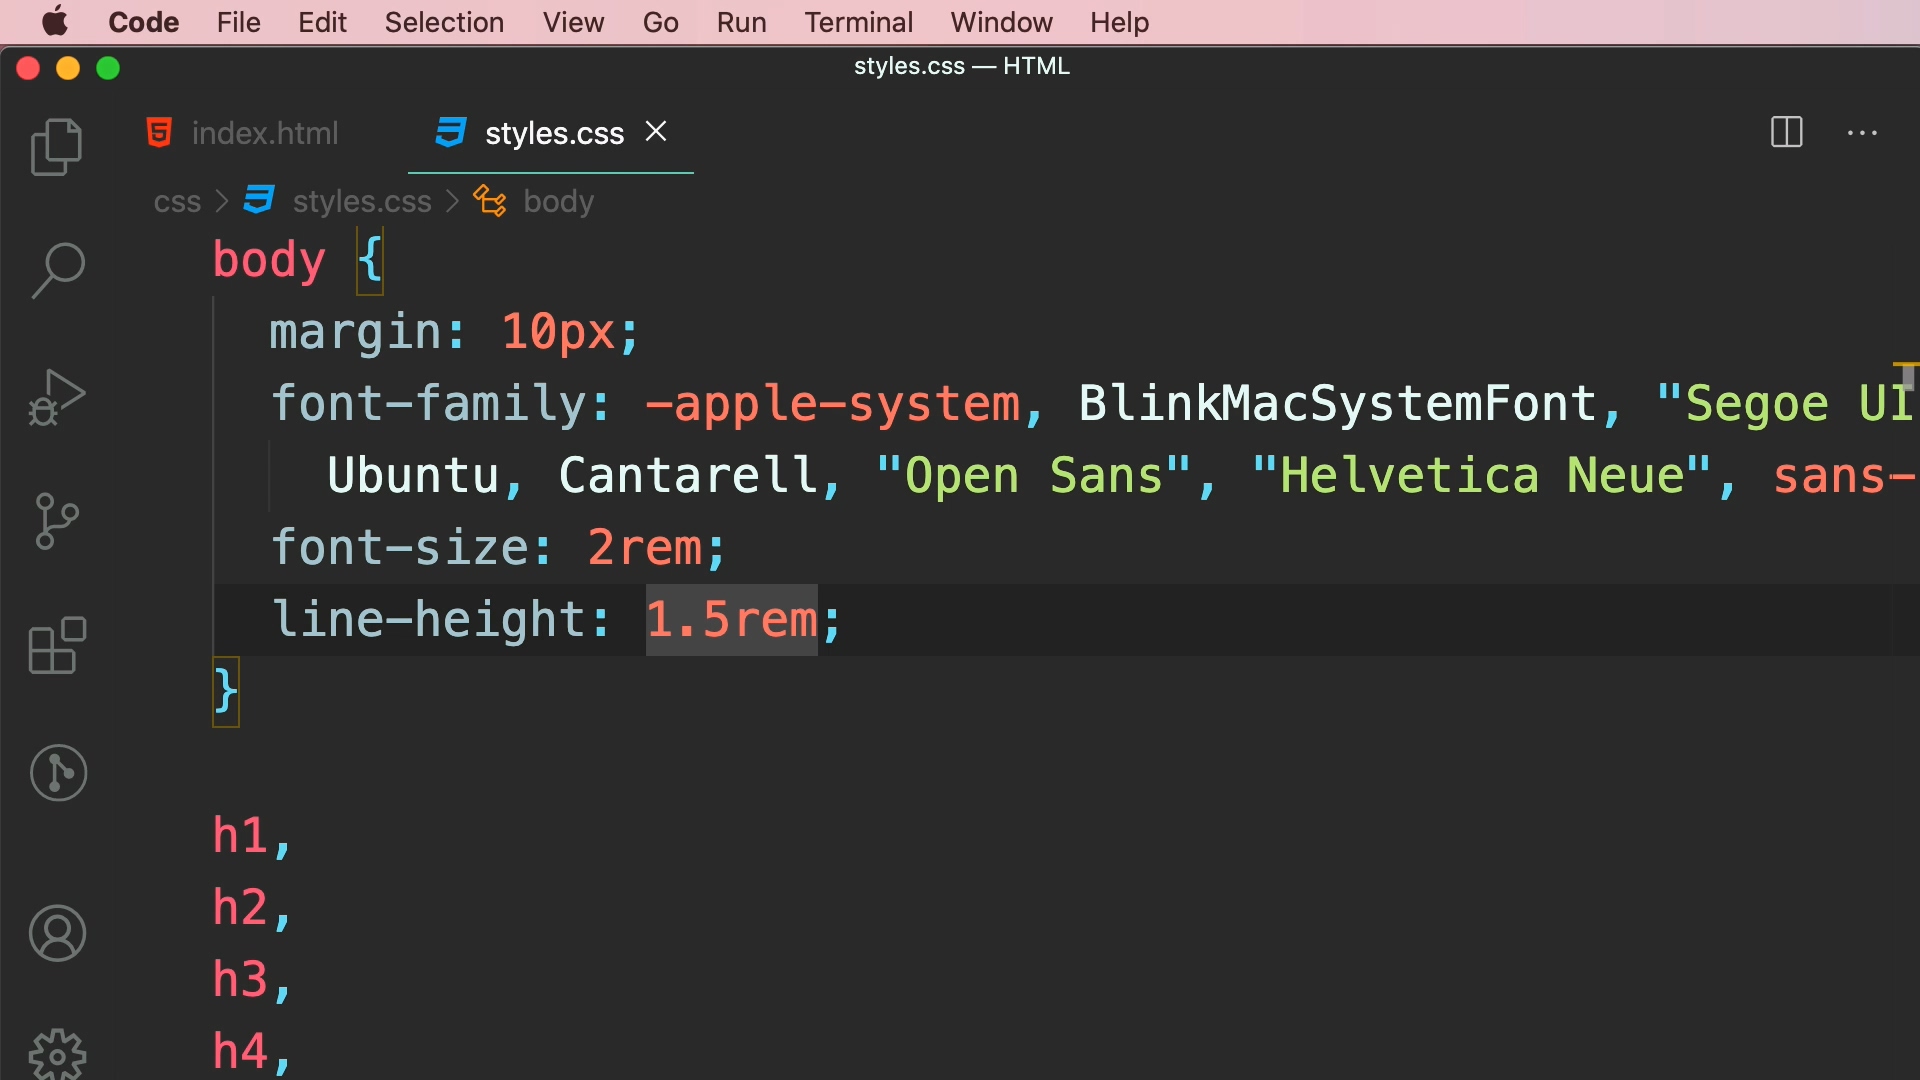 Code File Edit Selection View Go Run Terminal Window Help
styles.css — HTML
index.html styles.css
css > styles.css > body
body {
margin: 10px;
font-family: -apple-system, BlinkMacSystemFont, "Segoe UI
Ubuntu, Cantarell, "Open Sans", "Helvetica Neue", sans-
font-size: 2rem;
line-height: 1.5rem;
}
h1,
h2,
h3,
h4,